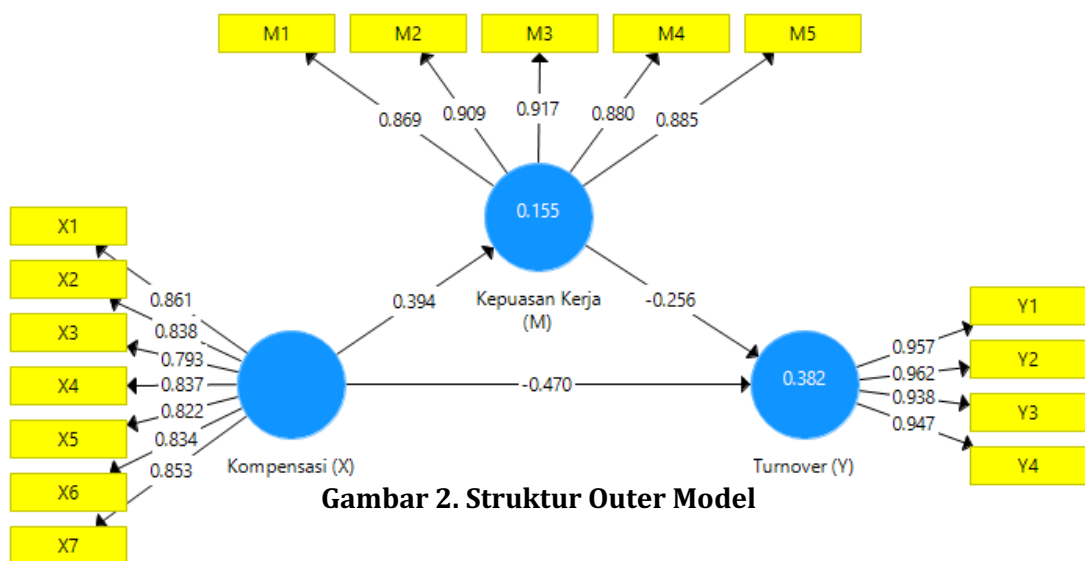 M1 M2 M3 M4 M5
0.869 0.909 0.917 0.880 0.885
0.155
Kepuasan Kerja
(M)
X1
X2
X3
X4
X5
X6
X7
0.861
0.838
0.793
0.837
0.822
0.834
0.853
0.394
-0.256
-0.470
Kompensasi (X)
0.382
Turnover (Y)
0.957
0.962
0.938
0.947
Y1
Y2
Y3
Y4
Gambar 2. Struktur Outer Model